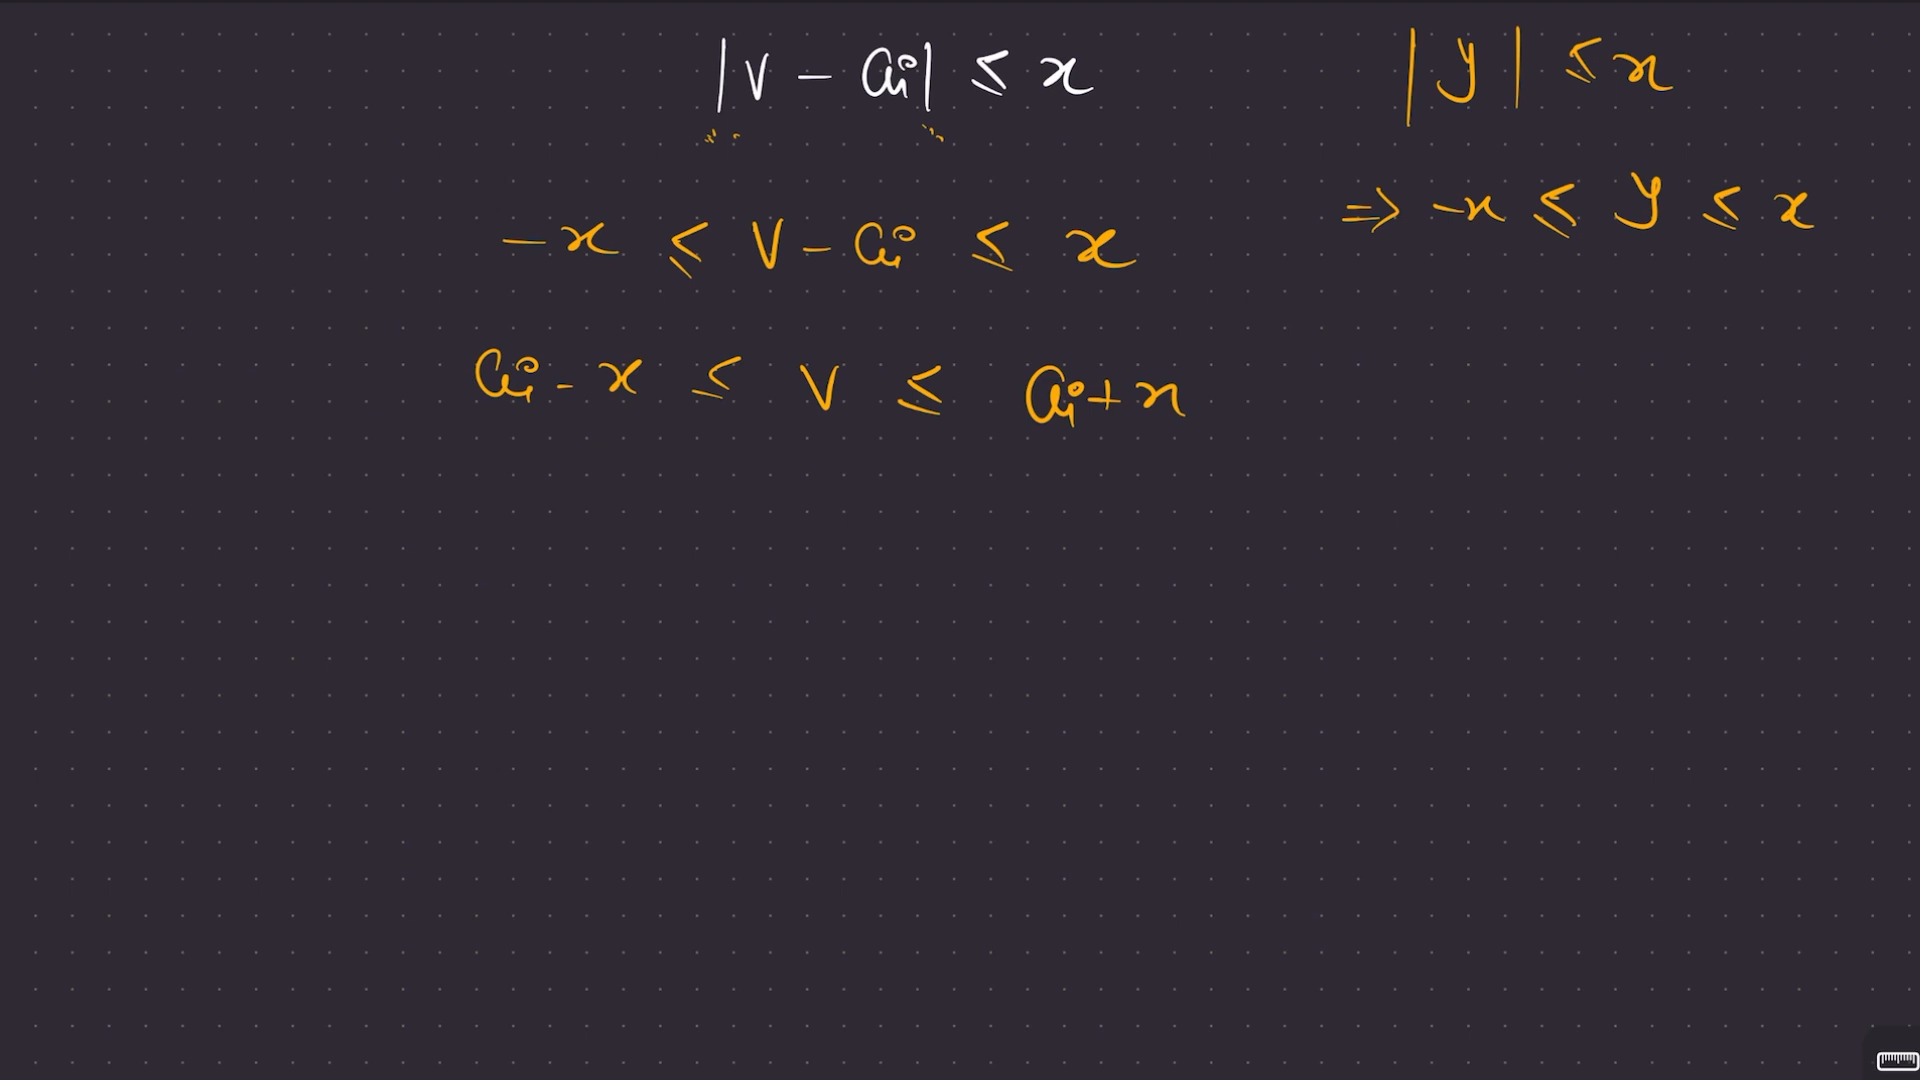 |v - ai| ≤ x
|y| ≤ x
⇒ -x ≤ y ≤ x
-x ≤ v - ai ≤ x
ai - x ≤ v ≤ ai + x